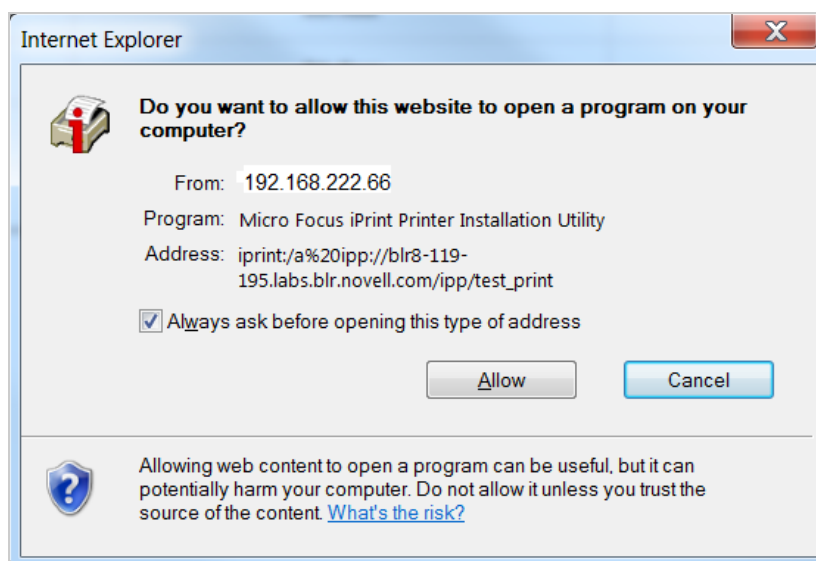 Internet Explorer
Do you want to allow this website to open a program on your
computer?
From: 192.168.222.66
Program: Micro Focus iPrint Printer Installation Utility
Address: iprint:/a%20ipp://blr8-119-
195.labs.blr.novell.com/ipp/test_print
Always ask before opening this type of address
Allow Cancel
Allowing web content to open a program can be useful, but it can
potentially harm your computer. Do not allow it unless you trust the
source of the content. What's the risk?